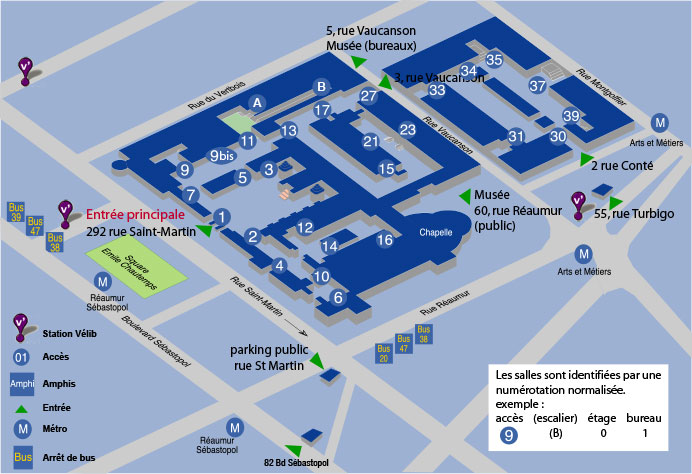 5, rue Vaucanson
Musée (bureaux)
3, rue Vaucanson
Rue du Vertbois
Rue Vaucanson
Rue Montgolfier
A
B
35
34
33
37
39
31
30
27
17
23
21
15
13
11
9bis
9
7
5
3
1
2
4
12
14
16
10
6
Chapelle
M
Arts et Métiers
2 rue Conté
55, rue Turbigo
M
Arts et Métiers
Musée
60, rue Réaumur
(public)
Entrée principale
292 rue Saint-Martin
Bus
39
Bus
47
Bus
38
Square
Emile Chautemps
M
Réaumur
Sébastopol
Rue Saint-Martin
Boulevard Sébastopol
Rue Réaumur
parking public
rue St Martin
Bus
20
Bus
47
Bus
38
M
Réaumur
Sébastopol
82 Bd Sébastopol
v'
v'
v'
v'
Station Vélib
01
Accès
Amphi
Amphis
Entrée
M
Métro
Bus
Arrêt de bus
Les salles sont identifiées par une
numérotation normalisée.
exemple :
accès (escalier) étage bureau
9 (B) 0 1